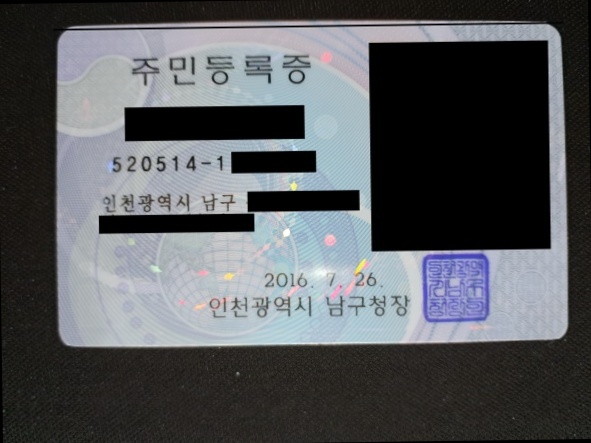 주민등록증
520514-1
인천광역시 남구
2016. 7. 26.
인천광역시 남구청장